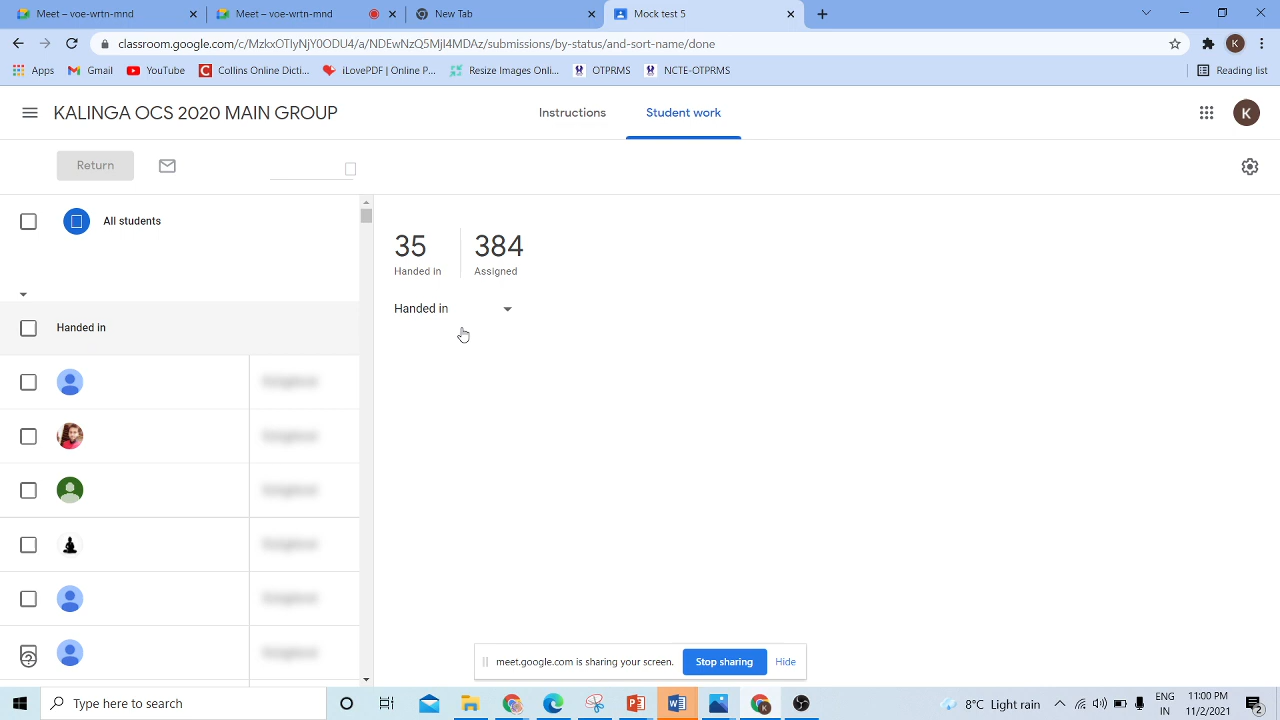 Meet – voe-wrtn-mnd
Meet – voe-wrtn-mnd
New Tab
Mock test 5
classroom.google.com/c/MzkxOTIyNjY0ODU4/a/NDEwNzQ5MjI4MDAz/submissions/by-status/and-sort-name/done
K
Apps
Gmail
YouTube
Collins Online Dicti...
iLovePDF | Online P...
Resize Images Onli...
OTPRMS
NCTE-OTPRMS
Reading list
KALINGA OCS 2020 MAIN GROUP
Instructions
Student work
K
Return
All students
35
384
Handed in
Assigned
Handed in
Handed in
meet.google.com is sharing your screen.
Stop sharing
Hide
Type here to search
8°C Light rain
ENG
IN
11:00 PM
11/2/2021
2